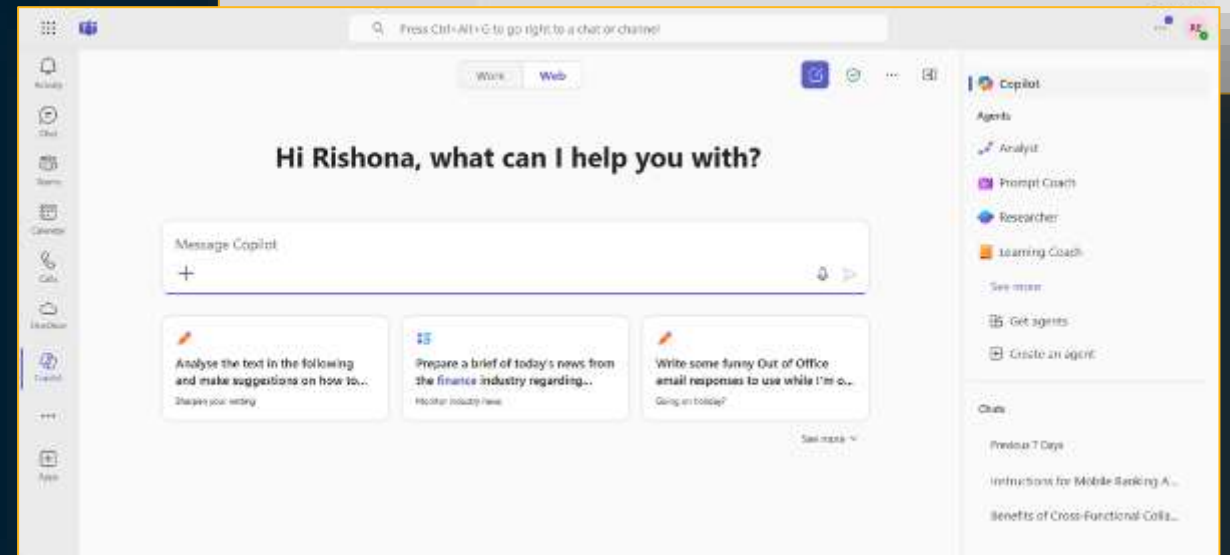 Press Ctrl+Alt+G to go right to a chat or channel
RE
Activity
Chat
Teams
Calendar
Calls
OneDrive
Copilot
Apps
Work Web
Hi Rishona, what can I help you with?
Message Copilot
Analyse the text in the following
and make suggestions on how to...
Sharpen your writing
Prepare a brief of today's news from
the finance industry regarding...
Monitor industry news
Write some funny Out of Office
email responses to use while I'm o...
Going on holiday?
See more
Copilot
Agents
Analyst
Prompt Coach
Researcher
Learning Coach
See more
Get agents
Create an agent
Chats
Previous 7 Days
Instructions for Mobile Banking A...
Benefits of Cross-Functional Colla...